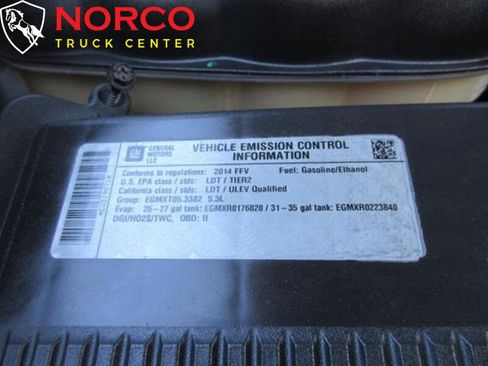 NORCO
TRUCK CENTER
GM GENERAL MOTORS LLC
VEHICLE EMISSION CONTROL INFORMATION
Conforms to regulations: 2014 FFV Fuel: Gasoline/Ethanol
U.S. EPA class / stds: LDT / TIER2
California class / stds: LDT / ULEV Qualified
Group: EGMXT05.3382 5.3L
Evap: 25-27 gal tank: EGMXR0176820 / 31-35 gal tank: EGMXR0223840
DGI/HO2S/TWC, OBD: II